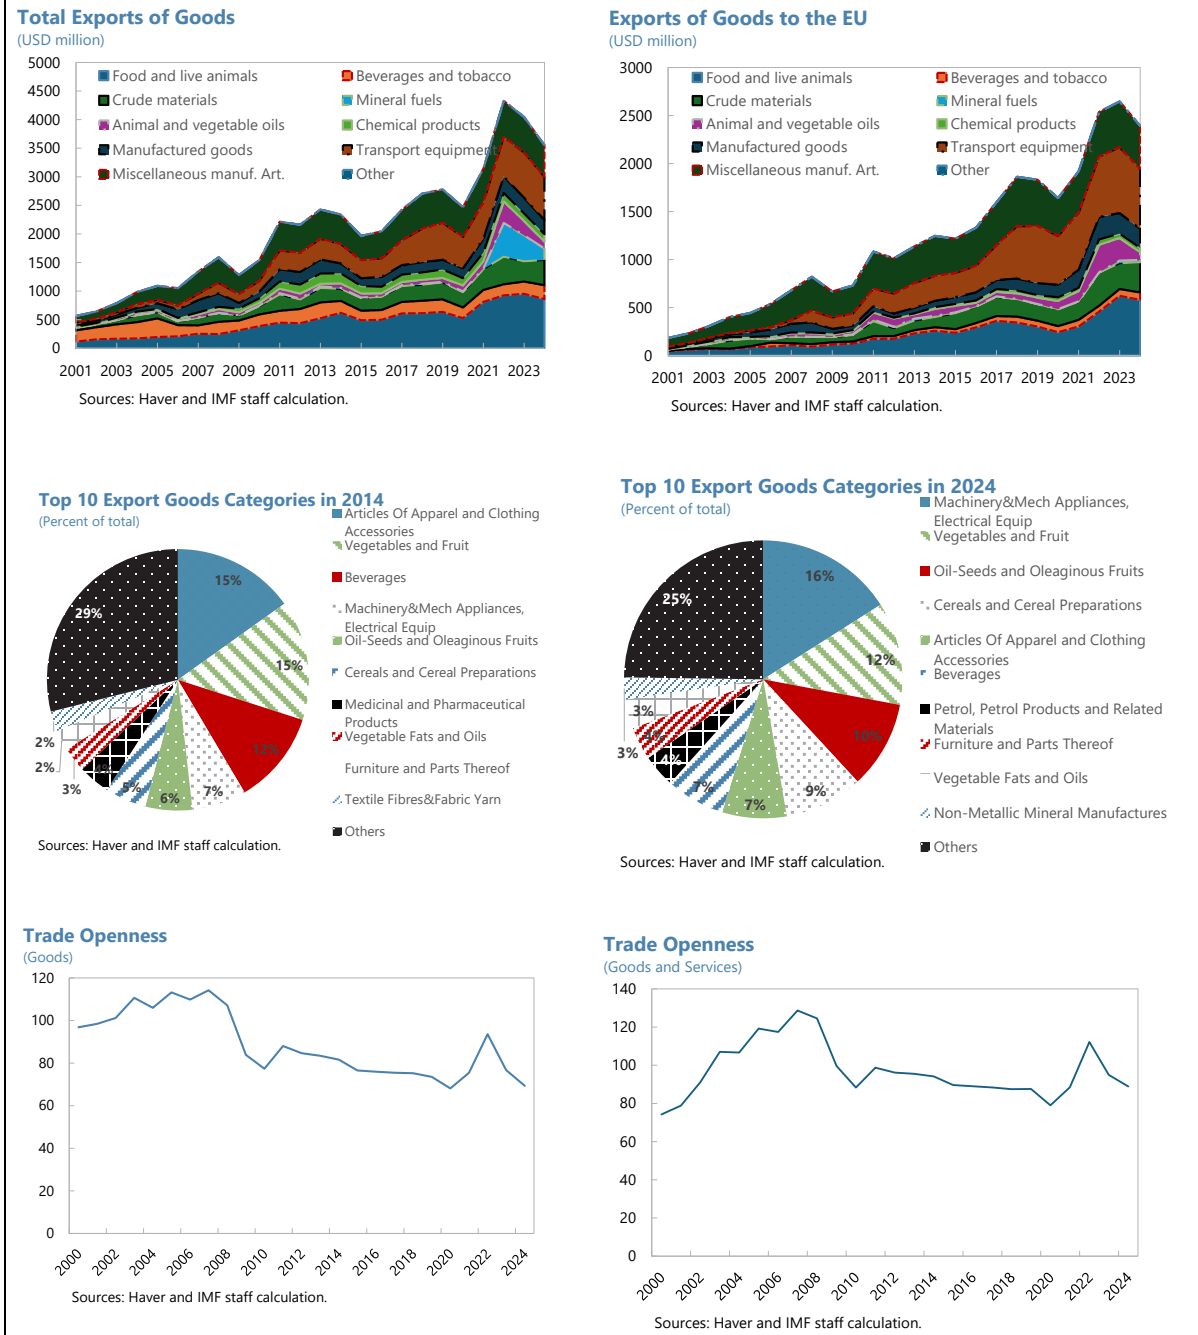 Total Exports of Goods
(USD million)
5000
4500
4000
3500
3000
2500
2000
1500
1000
500
0
Food and live animals
Beverages and tobacco
Crude materials
Mineral fuels
Animal and vegetable oils
Chemical products
Manufactured goods
Transport equipment
Miscellaneous manuf. Art.
Other
2001 2003 2005 2007 2009 2011 2013 2015 2017 2019 2021 2023
Sources: Haver and IMF staff calculation.
Exports of Goods to the EU
(USD million)
3000
2500
2000
1500
1000
500
0
Food and live animals
Beverages and tobacco
Crude materials
Mineral fuels
Animal and vegetable oils
Chemical products
Manufactured goods
Transport equipment
Miscellaneous manuf. Art.
Other
2001 2003 2005 2007 2009 2011 2013 2015 2017 2019 2021 2023
Sources: Haver and IMF staff calculation.
Top 10 Export Goods Categories in 2014
(Percent of total)
15%
15%
12%
7%
6%
5%
4%
3%
2%
2%
29%
Articles Of Apparel and Clothing
Accessories
Vegetables and Fruit
Beverages
Machinery&Mech Appliances,
Electrical Equip
Oil-Seeds and Oleaginous Fruits
Cereals and Cereal Preparations
Medicinal and Pharmaceutical
Products
Vegetable Fats and Oils
Furniture and Parts Thereof
Textile Fibres&Fabric Yarn
Others
Sources: Haver and IMF staff calculation.
Top 10 Export Goods Categories in 2024
(Percent of total)
16%
12%
10%
9%
7%
7%
4%
4%
3%
3%
25%
Machinery&Mech Appliances,
Electrical Equip
Vegetables and Fruit
Oil-Seeds and Oleaginous Fruits
Cereals and Cereal Preparations
Articles Of Apparel and Clothing
Accessories
Beverages
Petrol, Petrol Products and Related
Materials
Furniture and Parts Thereof
Vegetable Fats and Oils
Non-Metallic Mineral Manufactures
Others
Sources: Haver and IMF staff calculation.
Trade Openness
(Goods)
120
100
80
60
40
20
0
2000 2002 2004 2006 2008 2010 2012 2014 2016 2018 2020 2022 2024
Sources: Haver and IMF staff calculation.
Trade Openness
(Goods and Services)
140
120
100
80
60
40
20
0
2000 2002 2004 2006 2008 2010 2012 2014 2016 2018 2020 2022 2024
Sources: Haver and IMF staff calculation.